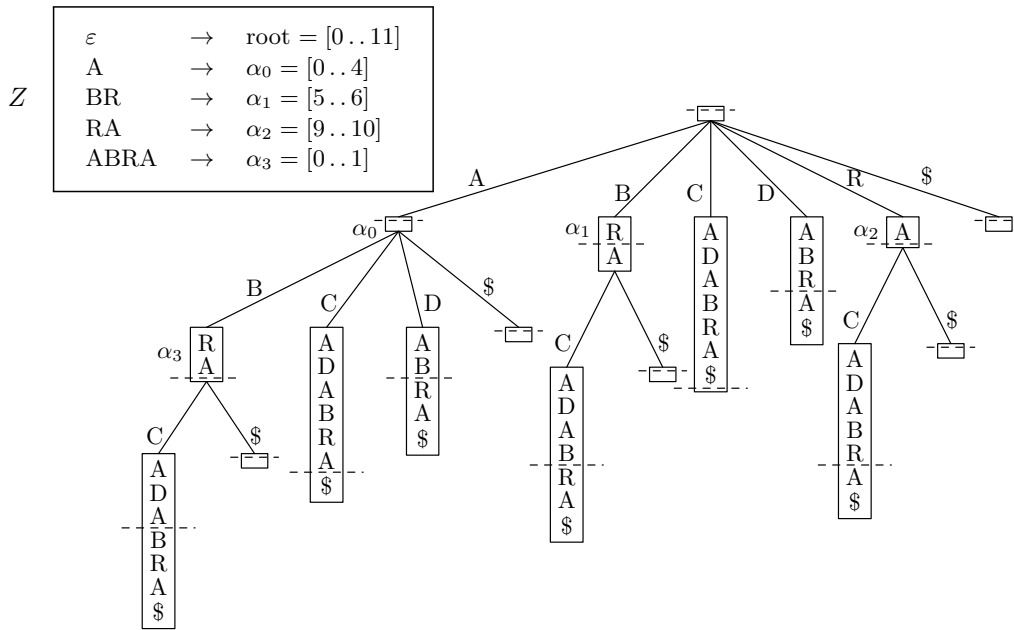 Z
ε → root = [0 . . 11]
A → α₀ = [0 . . 4]
BR → α₁ = [5 . . 6]
RA → α₂ = [9 . . 10]
ABRA → α₃ = [0 . . 1]
A B C D R $
α₀ α₁ α₂
R A
A D A B R A $
A B R A $
A
B C D $
C $
C $
α₃
R A
A D A B R A $
A B R A $
A D A B R A $
A D A B R A $
C $
A D A B R A $